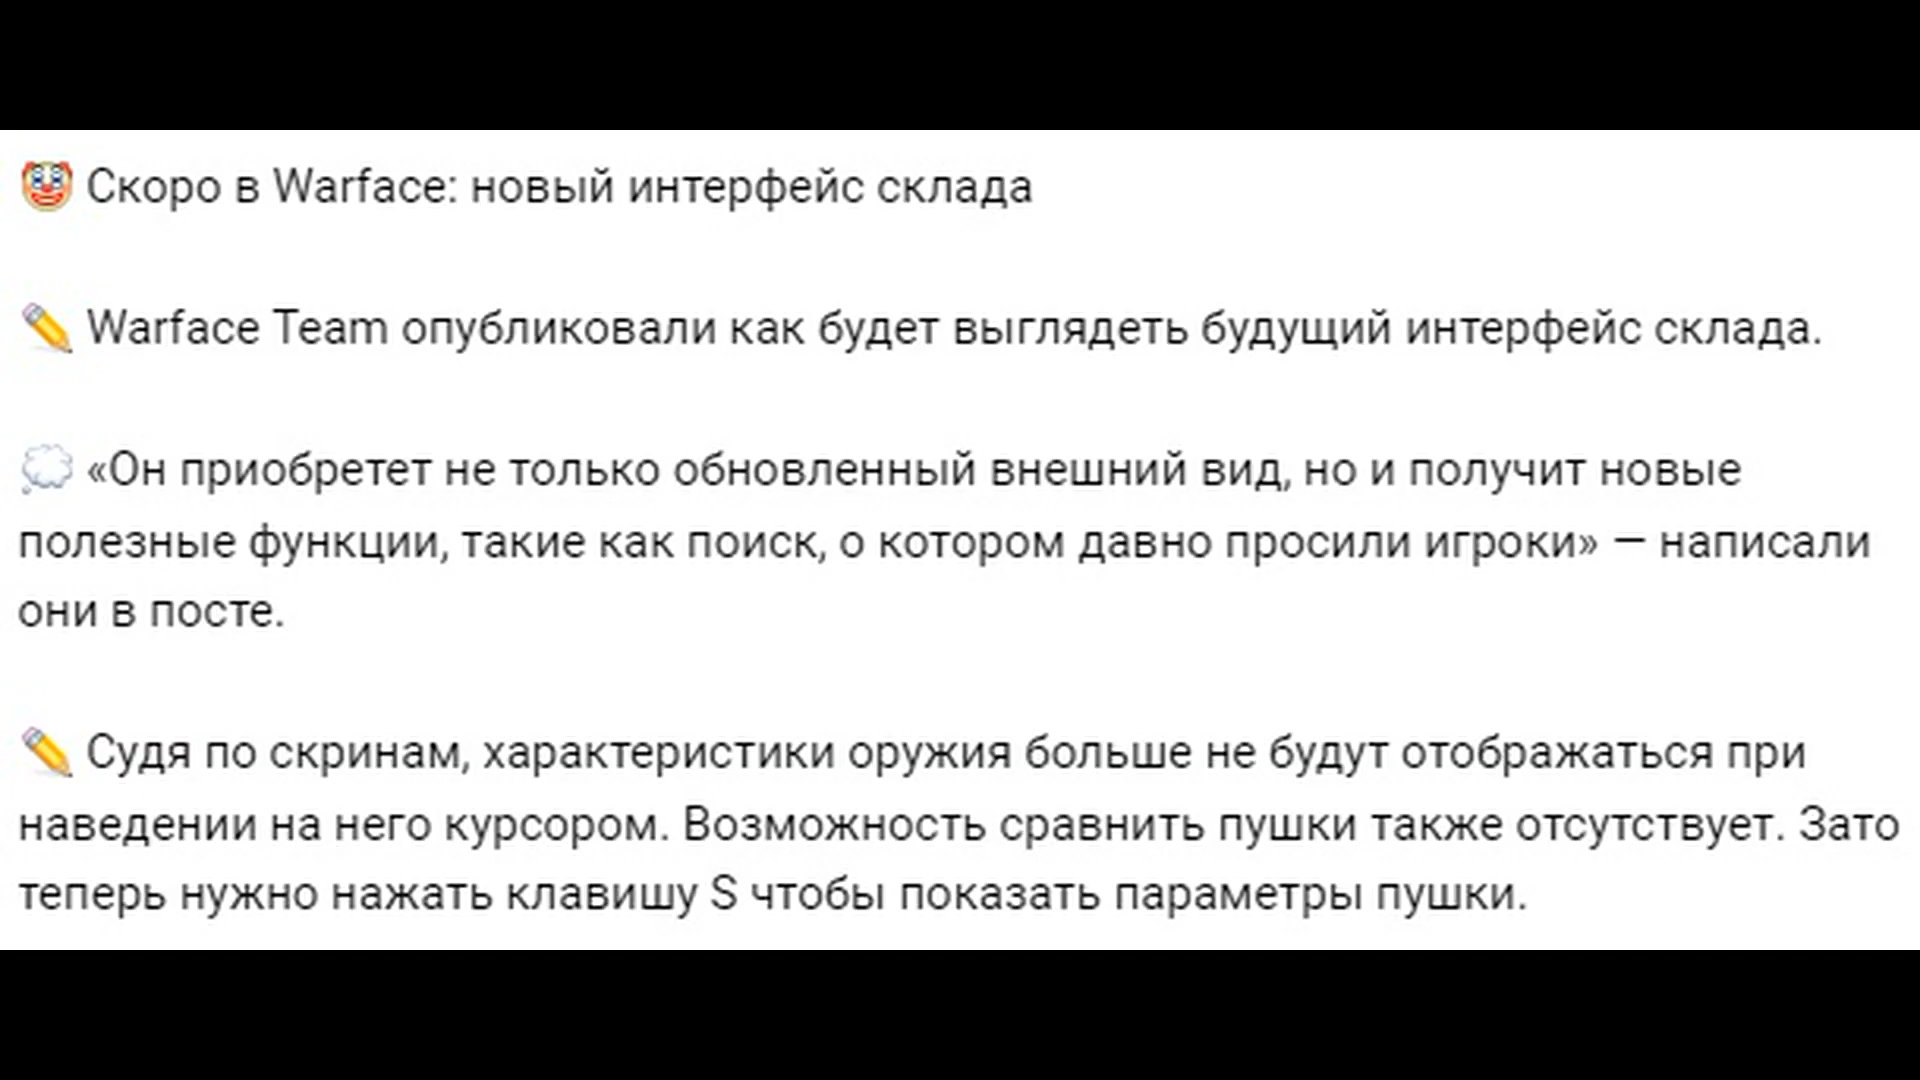 🤡 Скоро в Warface: новый интерфейс склада
✏️ Warface Team опубликовали как будет выглядеть будущий интерфейс склада.
💭 «Он приобретет не только обновленный внешний вид, но и получит новые
полезные функции, такие как поиск, о котором давно просили игроки» — написали
они в посте.
✏️ Судя по скринам, характеристики оружия больше не будут отображаться при
наведении на него курсором. Возможность сравнить пушки также отсутствует. Зато
теперь нужно нажать клавишу S чтобы показать параметры пушки.